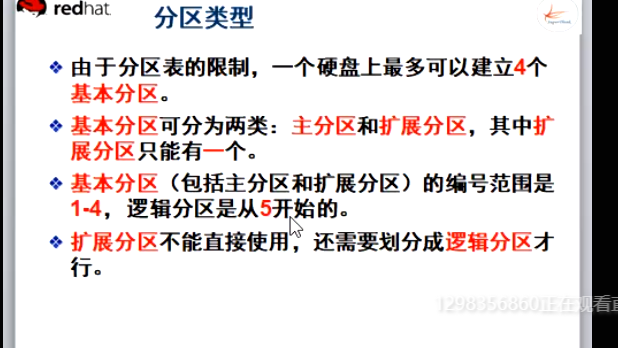 redhat
分区类型
由于分区表的限制，一个硬盘上最多可以建立4个
基本分区。
基本分区可分为两类：主分区和扩展分区，其中扩
展分区只能有一个。
基本分区（包括主分区和扩展分区）的编号范围是
1-4，逻辑分区是从5开始的。
扩展分区不能直接使用，还需要划分成逻辑分区才
行。
1298356860正在观看直